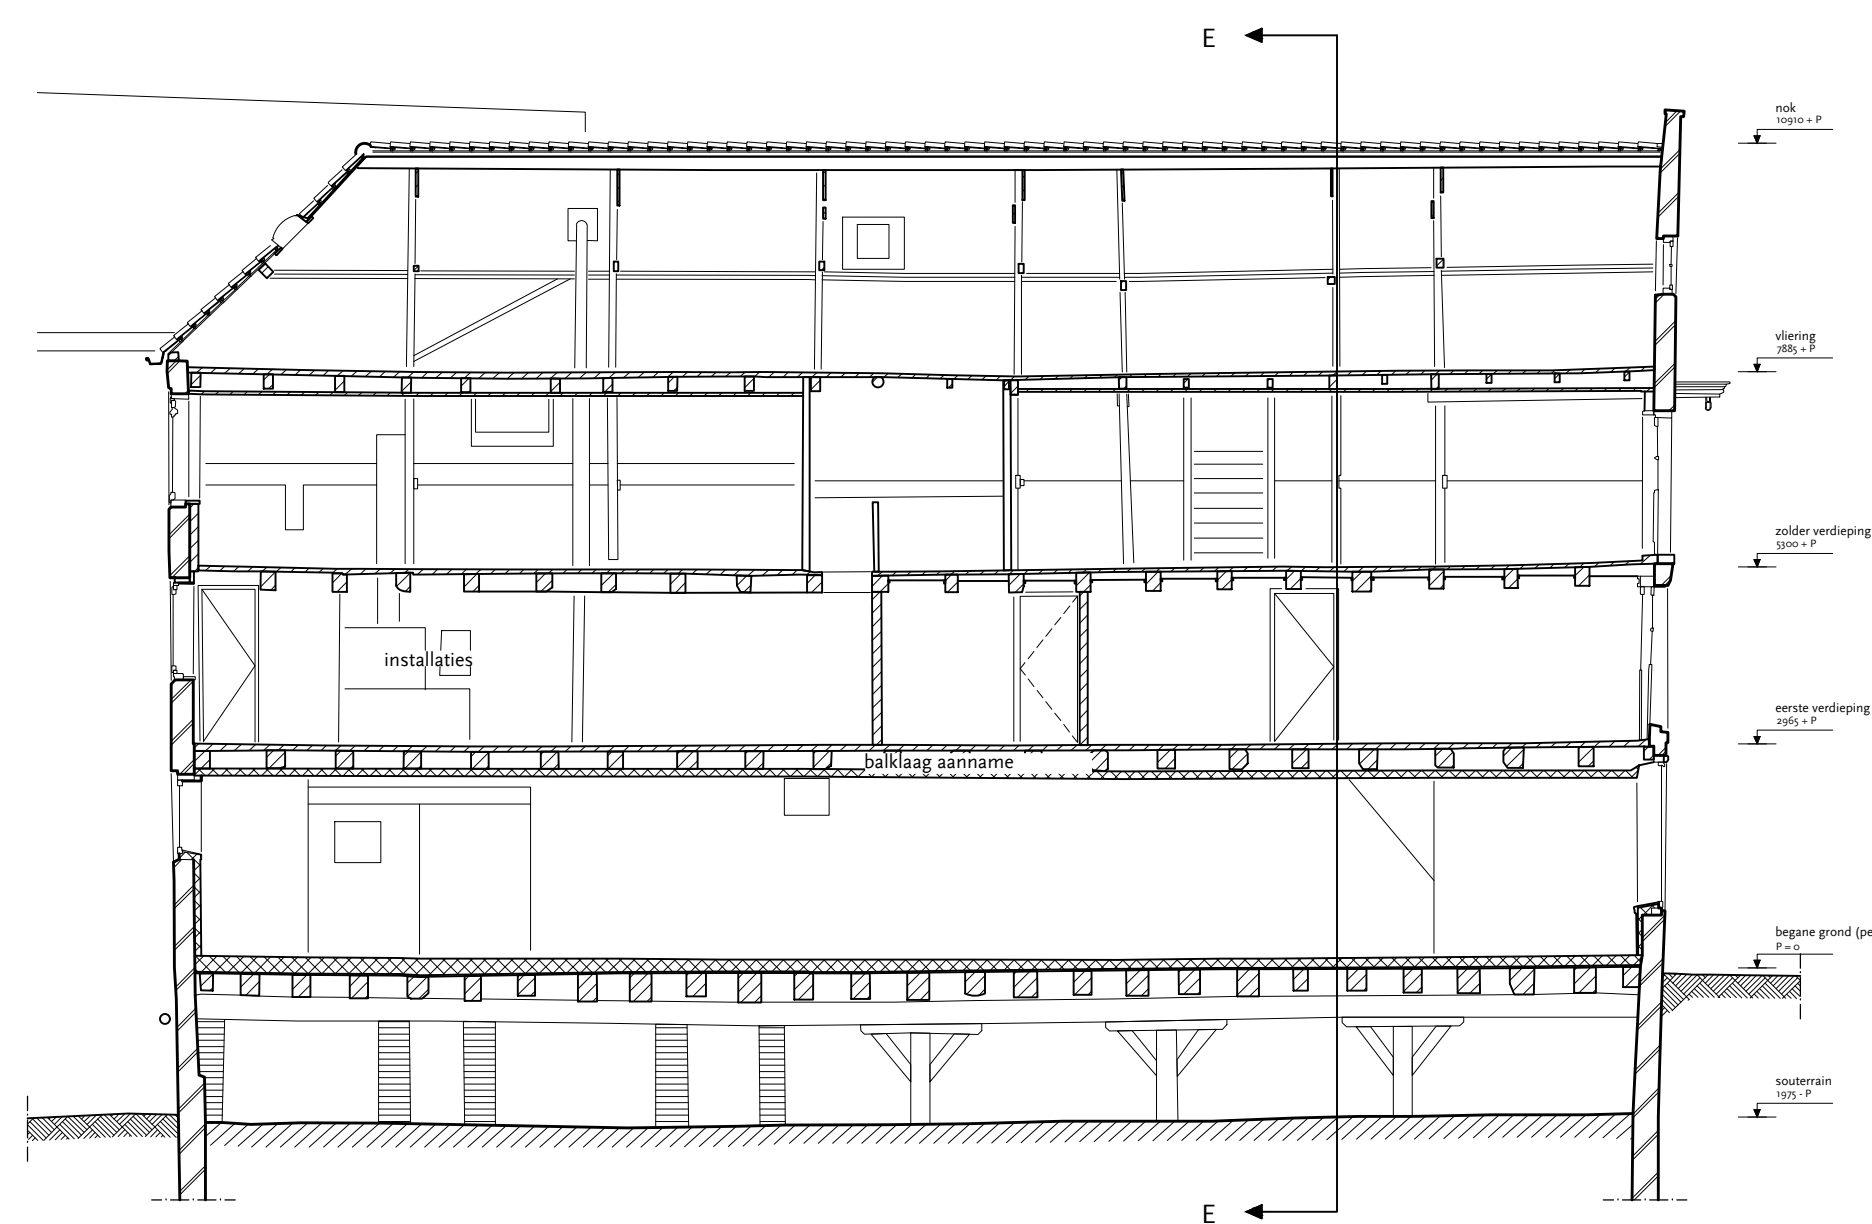 E
nok
10910 + P
vliering
7885 + P
zolder verdieping
5300 + P
installaties
eerste verdieping
2965 + P
balklaag aanname
begane grond (pe
P = 0
souterrain
1975 - P
E